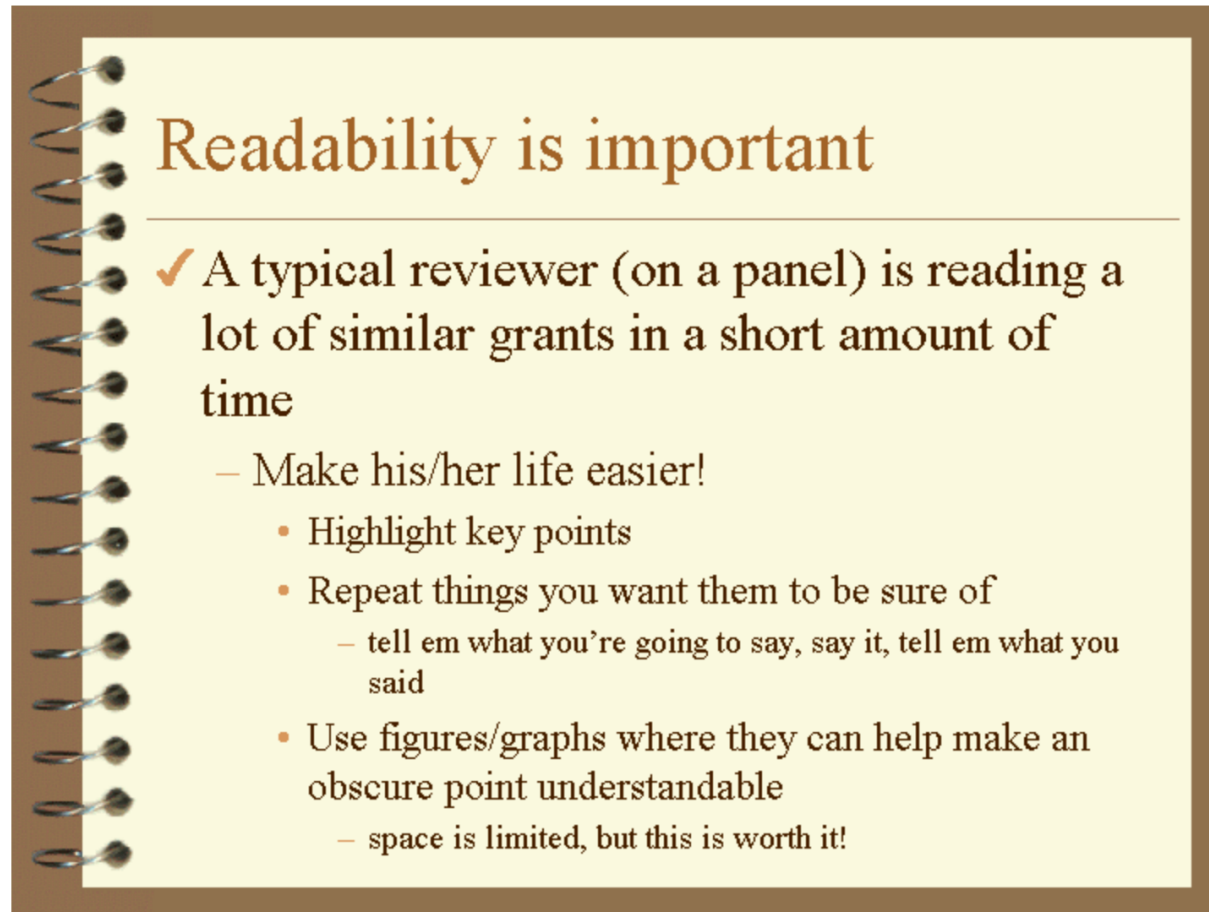 Readability is important
✓ A typical reviewer (on a panel) is reading a
lot of similar grants in a short amount of
time
– Make his/her life easier!
• Highlight key points
• Repeat things you want them to be sure of
– tell em what you’re going to say, say it, tell em what you
said
• Use figures/graphs where they can help make an
obscure point understandable
– space is limited, but this is worth it!